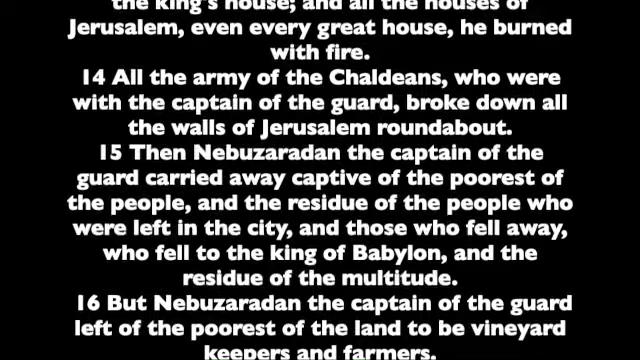 the king's house; and all the houses of
Jerusalem, even every great house, he burned
with fire.
14 All the army of the Chaldeans, who were
with the captain of the guard, broke down all
the walls of Jerusalem roundabout.
15 Then Nebuzaradan the captain of the
guard carried away captive of the poorest of
the people, and the residue of the people who
were left in the city, and those who fell away,
who fell to the king of Babylon, and the
residue of the multitude.
16 But Nebuzaradan the captain of the guard
left of the poorest of the land to be vineyard
keepers and farmers.